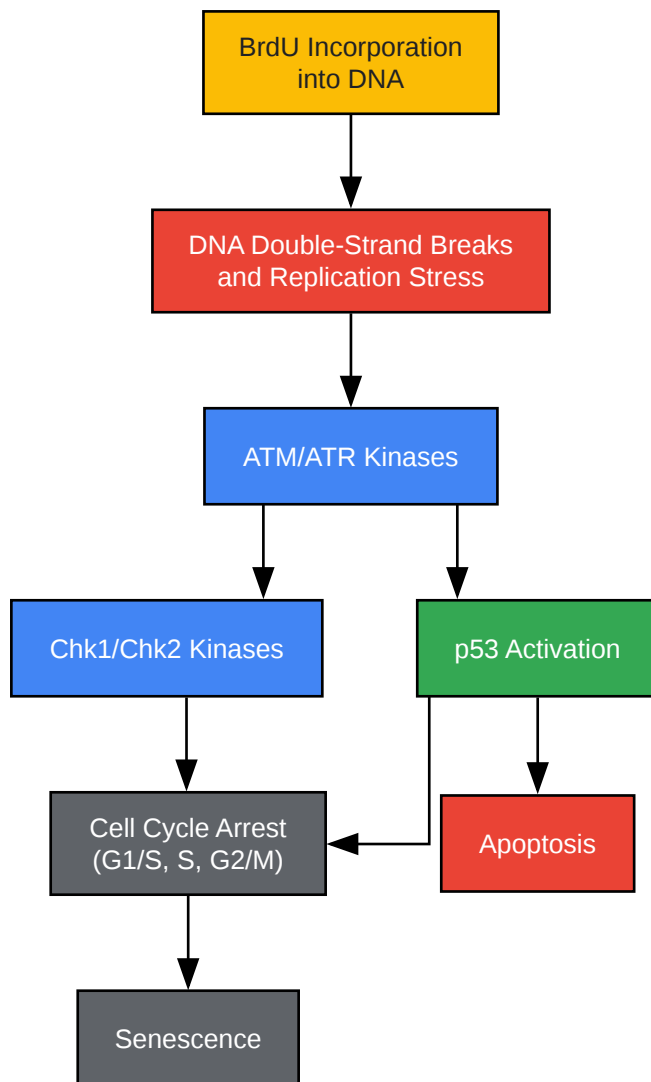 BrdU Incorporation
into DNA
DNA Double-Strand Breaks
and Replication Stress
ATM/ATR Kinases
Chk1/Chk2 Kinases
p53 Activation
Cell Cycle Arrest
(G1/S, S, G2/M)
Apoptosis
Senescence